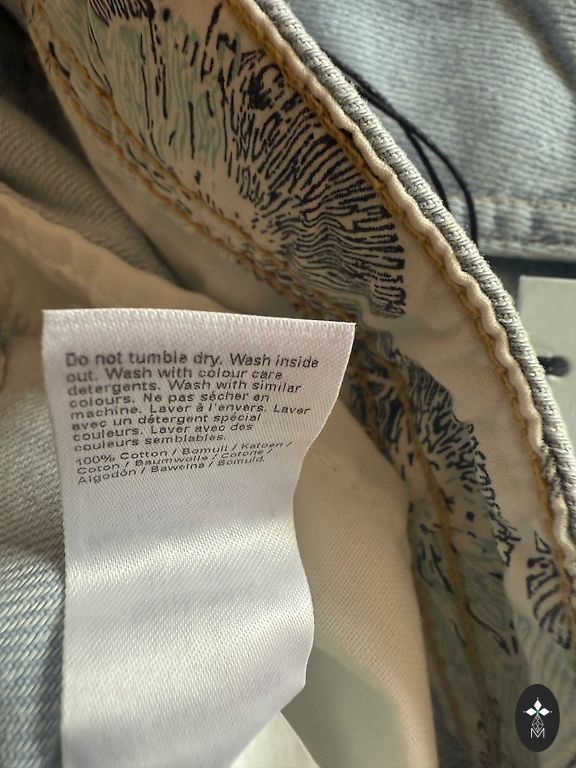 Do not tumble dry. Wash inside
out. Wash with colour care
detergents. Wash with similar
colours. Ne pas sécher en
machine. Laver à l'envers. Laver
avec un détergent spécial
couleurs. Laver avec des
couleurs semblables.
100% Cotton / Bomull / Katoen /
Coton / Baumwolle / Cotone /
Algodón / Bawełna / Bomuld.
M